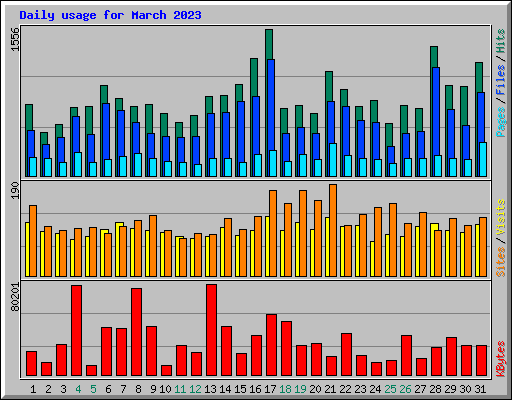 Daily usage for March 2023
1556
Pages / Files / Hits
190
Sites / Visits
80201
KBytes
1 2 3 4 5 6 7 8 9 10 11 12 13 14 15 16 17 18 19 20 21 22 23 24 25 26 27 28 29 30 31